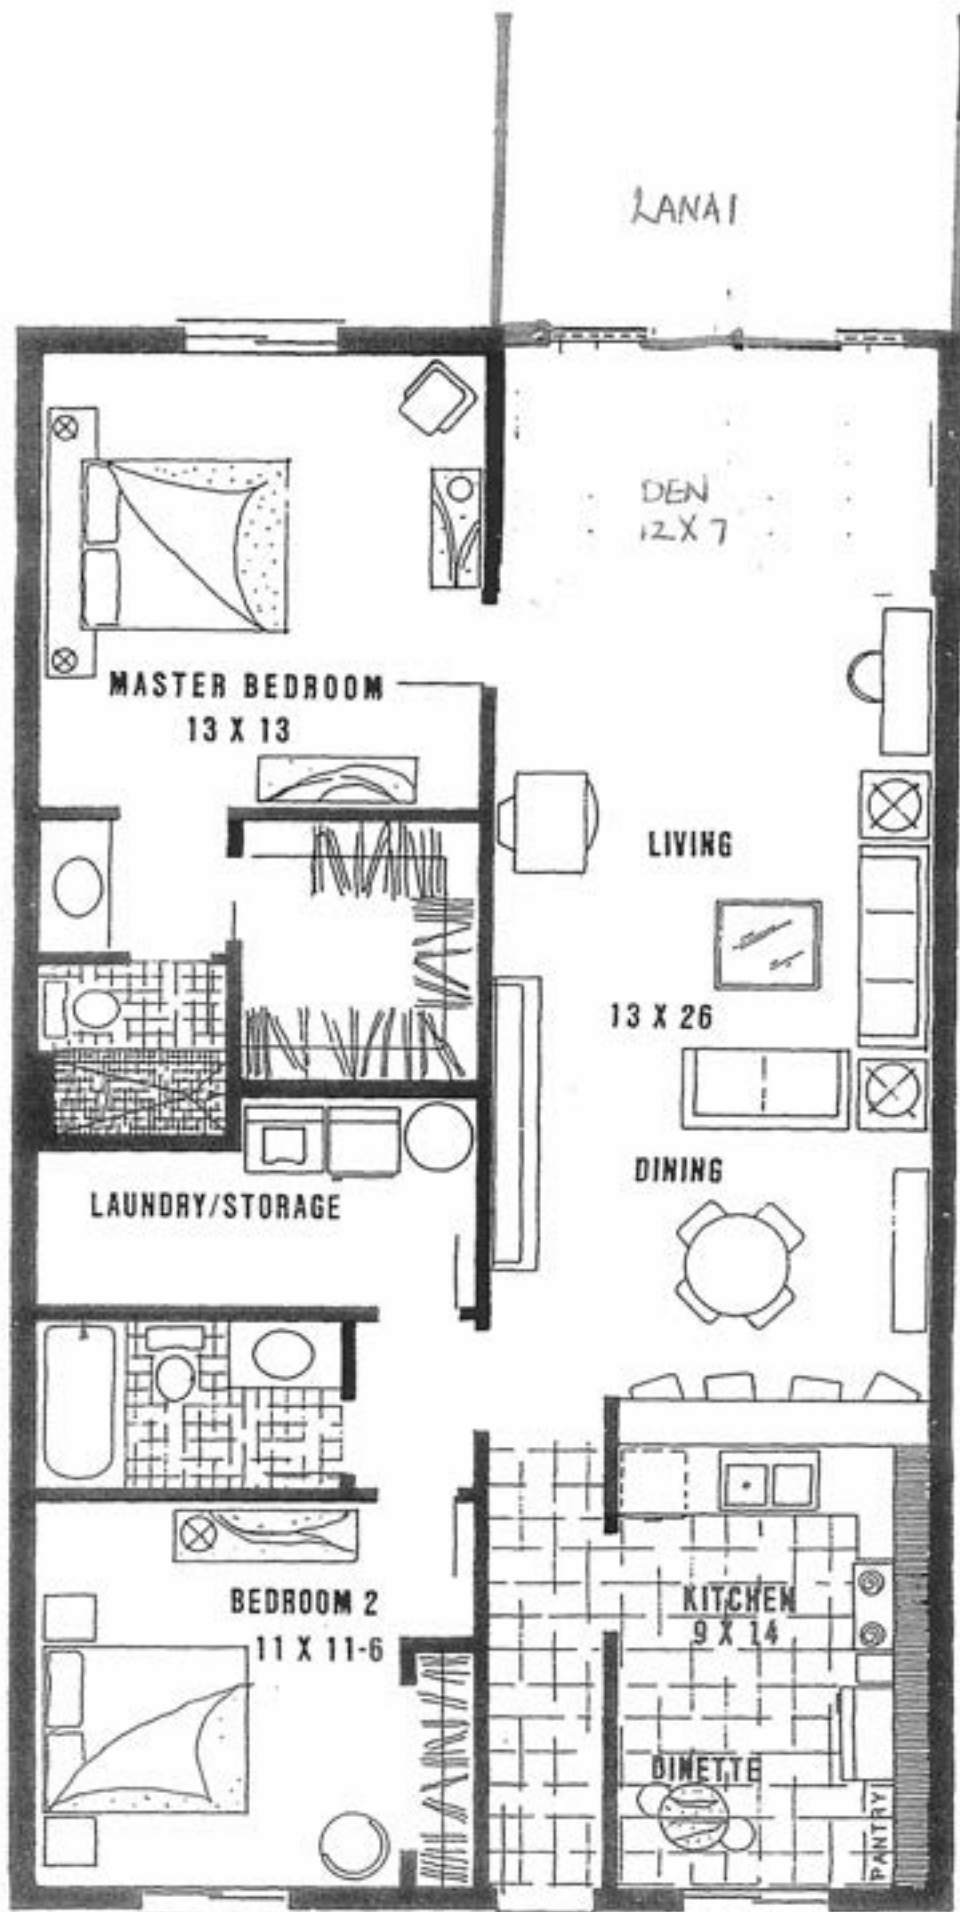 LANAI
DEN
12 X 7
MASTER BEDROOM
13 X 13
LIVING
13 X 26
DINING
LAUNDRY/STORAGE
BEDROOM 2
11 X 11-6
KITCHEN
9 X 14
DINETTE
PANTRY